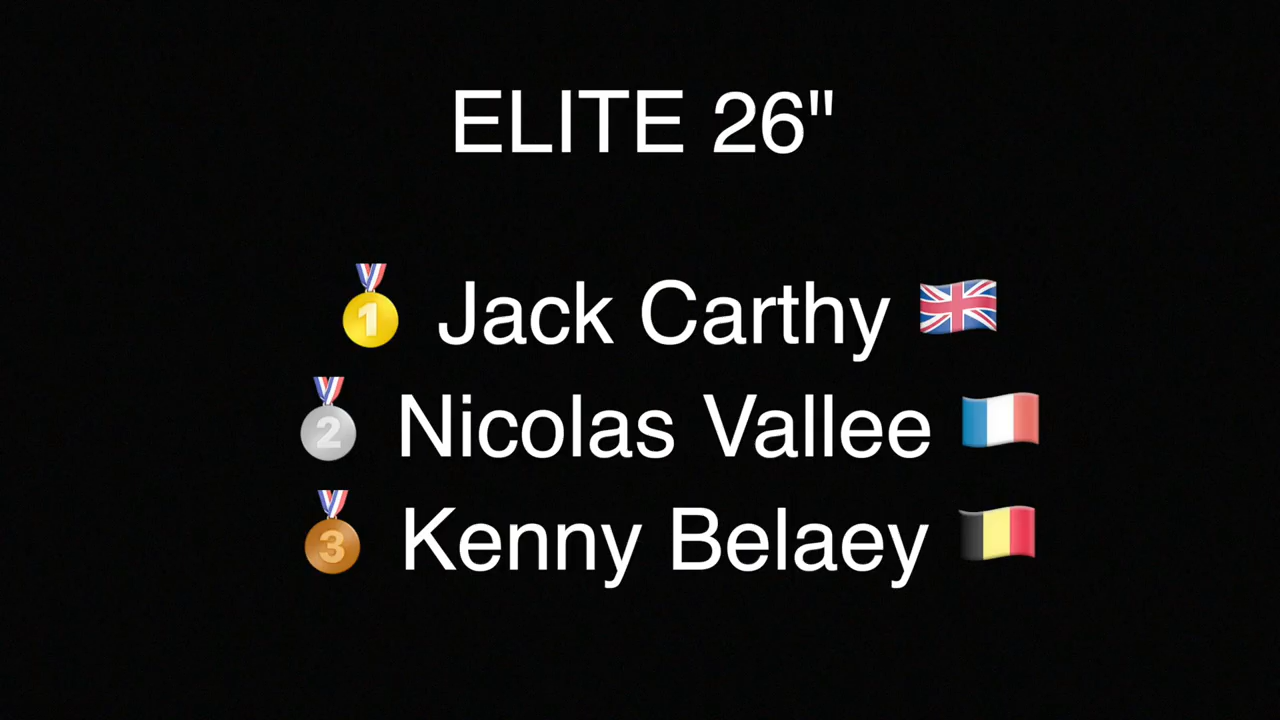 ELITE 26"
🥇 Jack Carthy 🇬🇧
🥈 Nicolas Vallee 🇫🇷
🥉 Kenny Belaey 🇧🇪